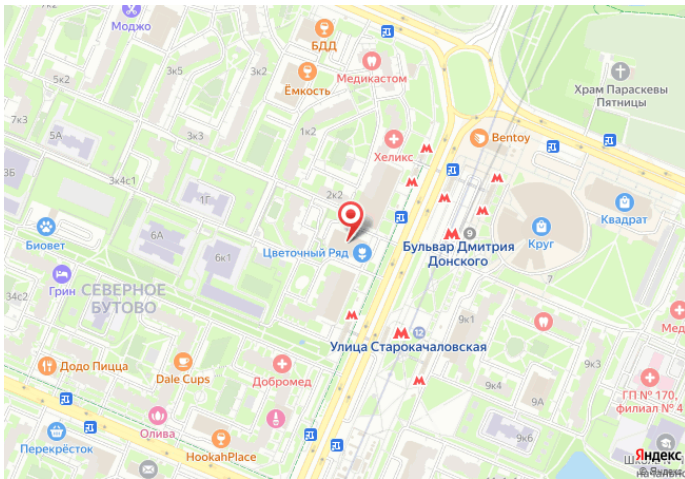 Моджо
5к2
7к2
БДД
3к5
3к2
Медикастом
Ёмкость
Храм Параскевы
Пятницы
7к3
5А
3к3
1к2
Bentoy
Хеликс
3Б
3к4с1
2к2
1Г
Квадрат
Биовет
6А
6к1
Цветочный Ряд
9
Круг
Бульвар Дмитрия
Донского
Грин
34с2
СЕВЕРНОЕ
БУТОВО
9к1
12
Улица Старокачаловская
Додо Пицца
Dale Cups
Добромед
9к3
9к4
9А
ГП № 170,
филиал № 4
Олива
Перекрёсток
HookahPlace
9к6
Яндекс
© Яндекс